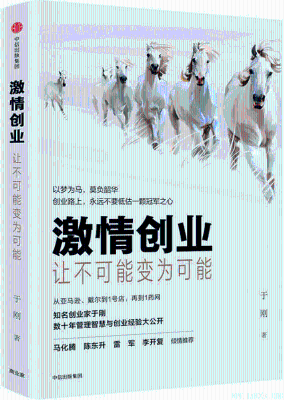 中信出版集团
激情创业
让不可能变为可能
于刚 著
以梦为马，莫负韶华
创业路上，永远不要低估一颗冠军之心
激情创业
让不可能变为可能
从亚马逊、戴尔到1号店，再到1药网
知名创业家于刚
数十年管理智慧与创业经验大公开
马化腾 陈东升 雷军 李开复 倾情推荐
于刚 著
中信出版集团